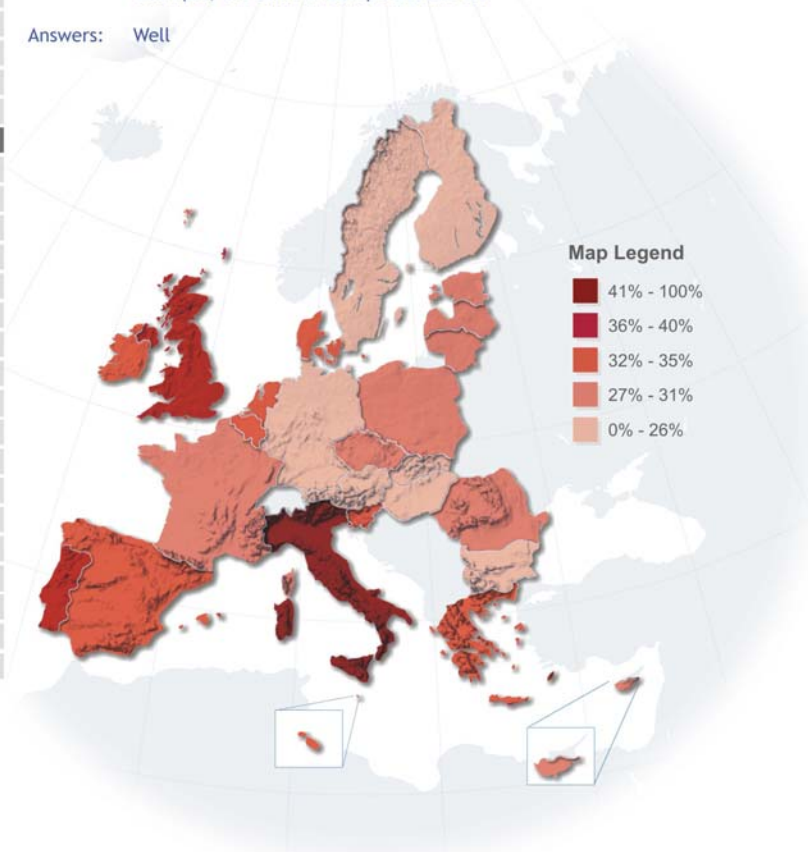 Answers: Well
Map Legend
41% - 100%
36% - 40%
32% - 35%
27% - 31%
0% - 26%